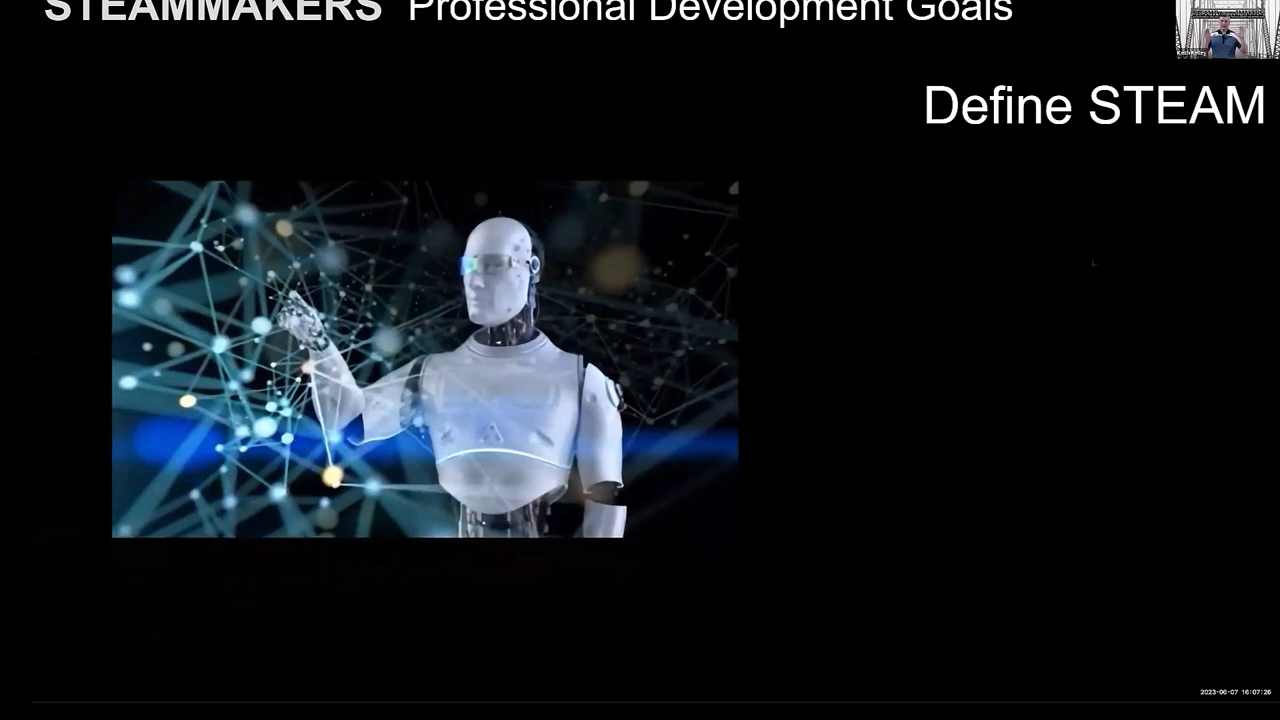 STEAMMAKERS Professional Development Goals
Define STEAM
2023-06-07 16:07:26